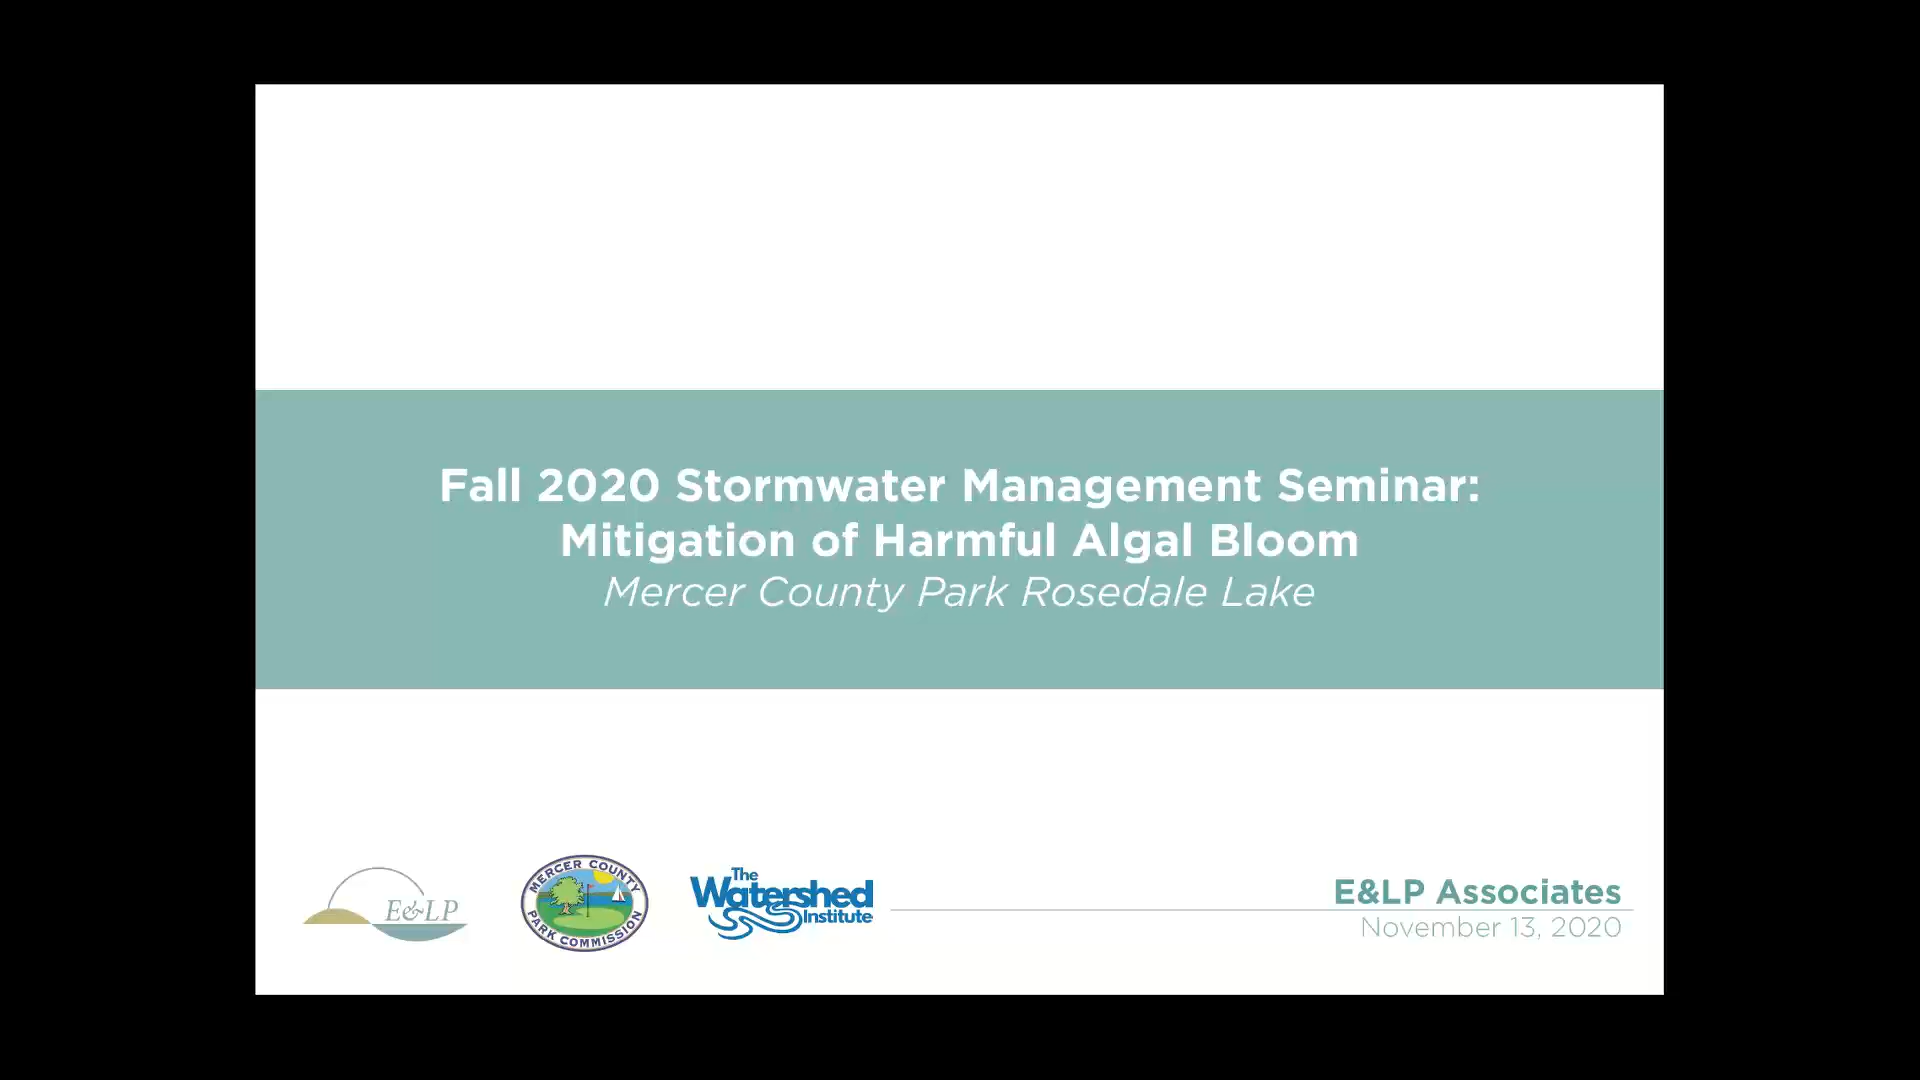 Fall 2020 Stormwater Management Seminar:
Mitigation of Harmful Algal Bloom
Mercer County Park Rosedale Lake
E&LP
MERCER COUNTY
PARK COMMISSION
The
Watershed
Institute
E&LP Associates
November 13, 2020